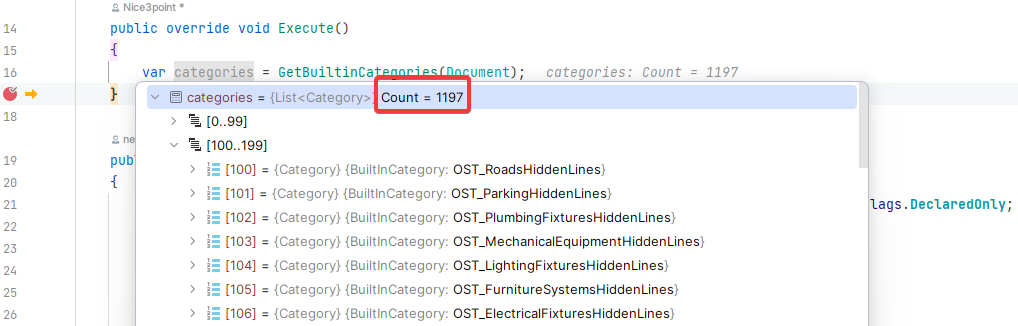 Nice3point *
14 public override void Execute()
15 {
16 var categories = GetBuiltinCategories(Document); categories: Count = 1197
}
categories = {List<Category>} Count = 1197
18
[0..99]
ne
[100..199]
19 pub
[100] = {Category} {BuiltInCategory: OST_RoadsHiddenLines}
20 {
[101] = {Category} {BuiltInCategory: OST_ParkingHiddenLines}
21 lags.DeclaredOnly;
[102] = {Category} {BuiltInCategory: OST_PlumbingFixturesHiddenLines}
22
[103] = {Category} {BuiltInCategory: OST_MechanicalEquipmentHiddenLines}
23
[104] = {Category} {BuiltInCategory: OST_LightingFixturesHiddenLines}
24
[105] = {Category} {BuiltInCategory: OST_FurnitureSystemsHiddenLines}
25
[106] = {Category} {BuiltInCategory: OST_ElectricalFixturesHiddenLines}
26